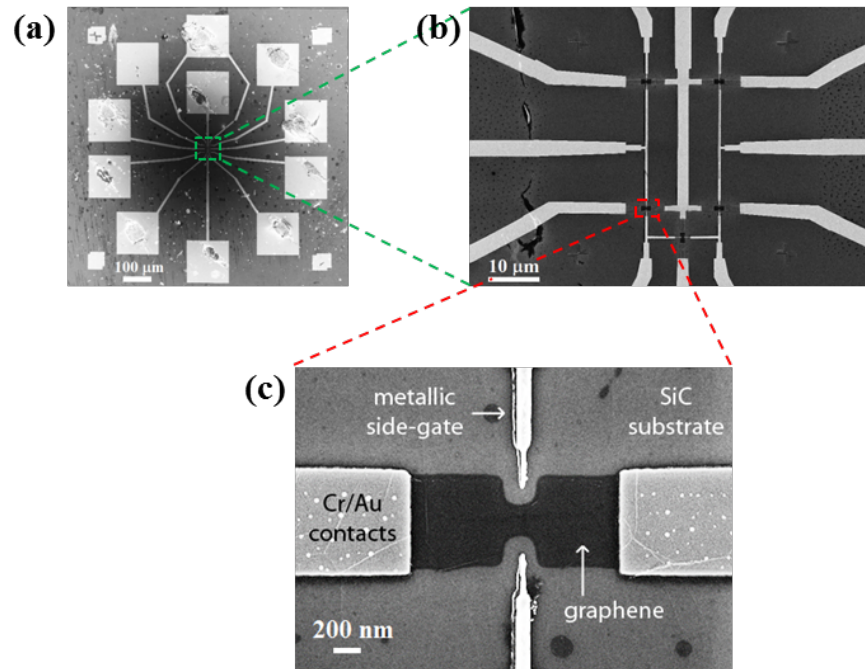 (a)
100 μm
(b)
10 μm
(c)
metallic
side-gate
SiC
substrate
Cr/Au
contacts
graphene
200 nm